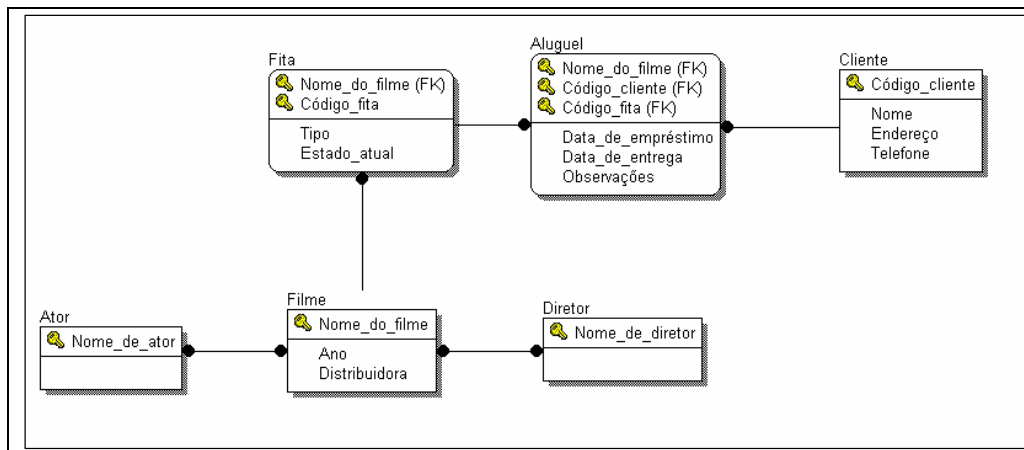 Fita
Nome_do_filme (FK)
Código_fita
Tipo
Estado_atual
Aluguel
Nome_do_filme (FK)
Código_cliente (FK)
Código_fita (FK)
Data_de_empréstimo
Data_de_entrega
Observações
Cliente
Código_cliente
Nome
Endereço
Telefone
Ator
Nome_de_ator
Filme
Nome_do_filme
Ano
Distribuidora
Diretor
Nome_de_diretor